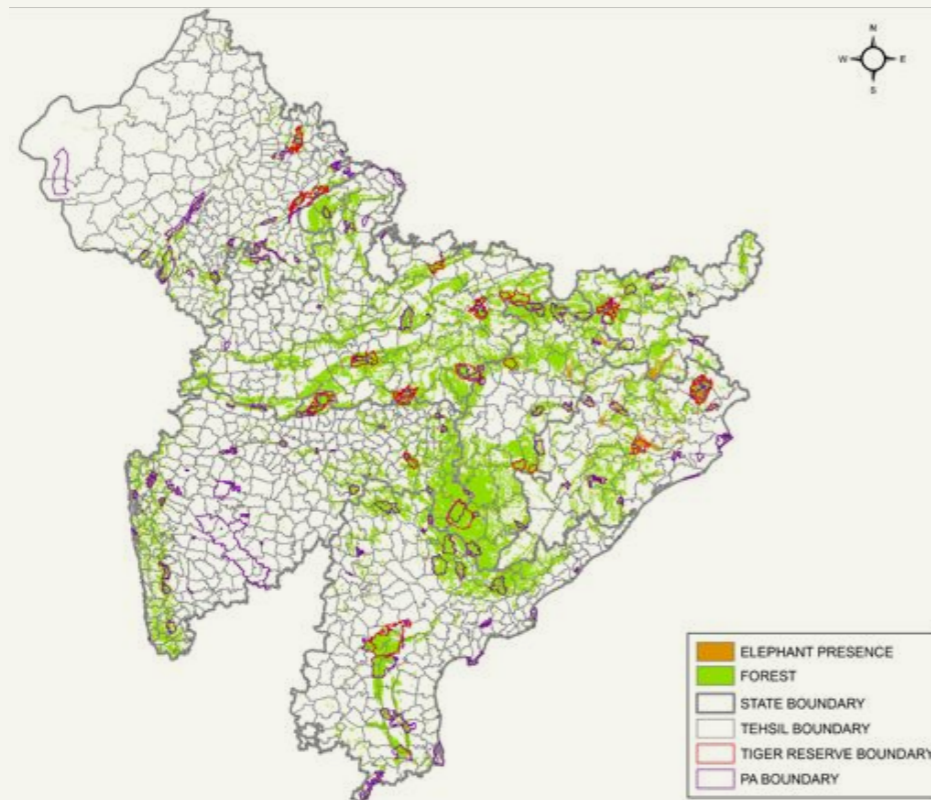 N
W E
S
ELEPHANT PRESENCE
FOREST
STATE BOUNDARY
TEHSIL BOUNDARY
TIGER RESERVE BOUNDARY
PA BOUNDARY